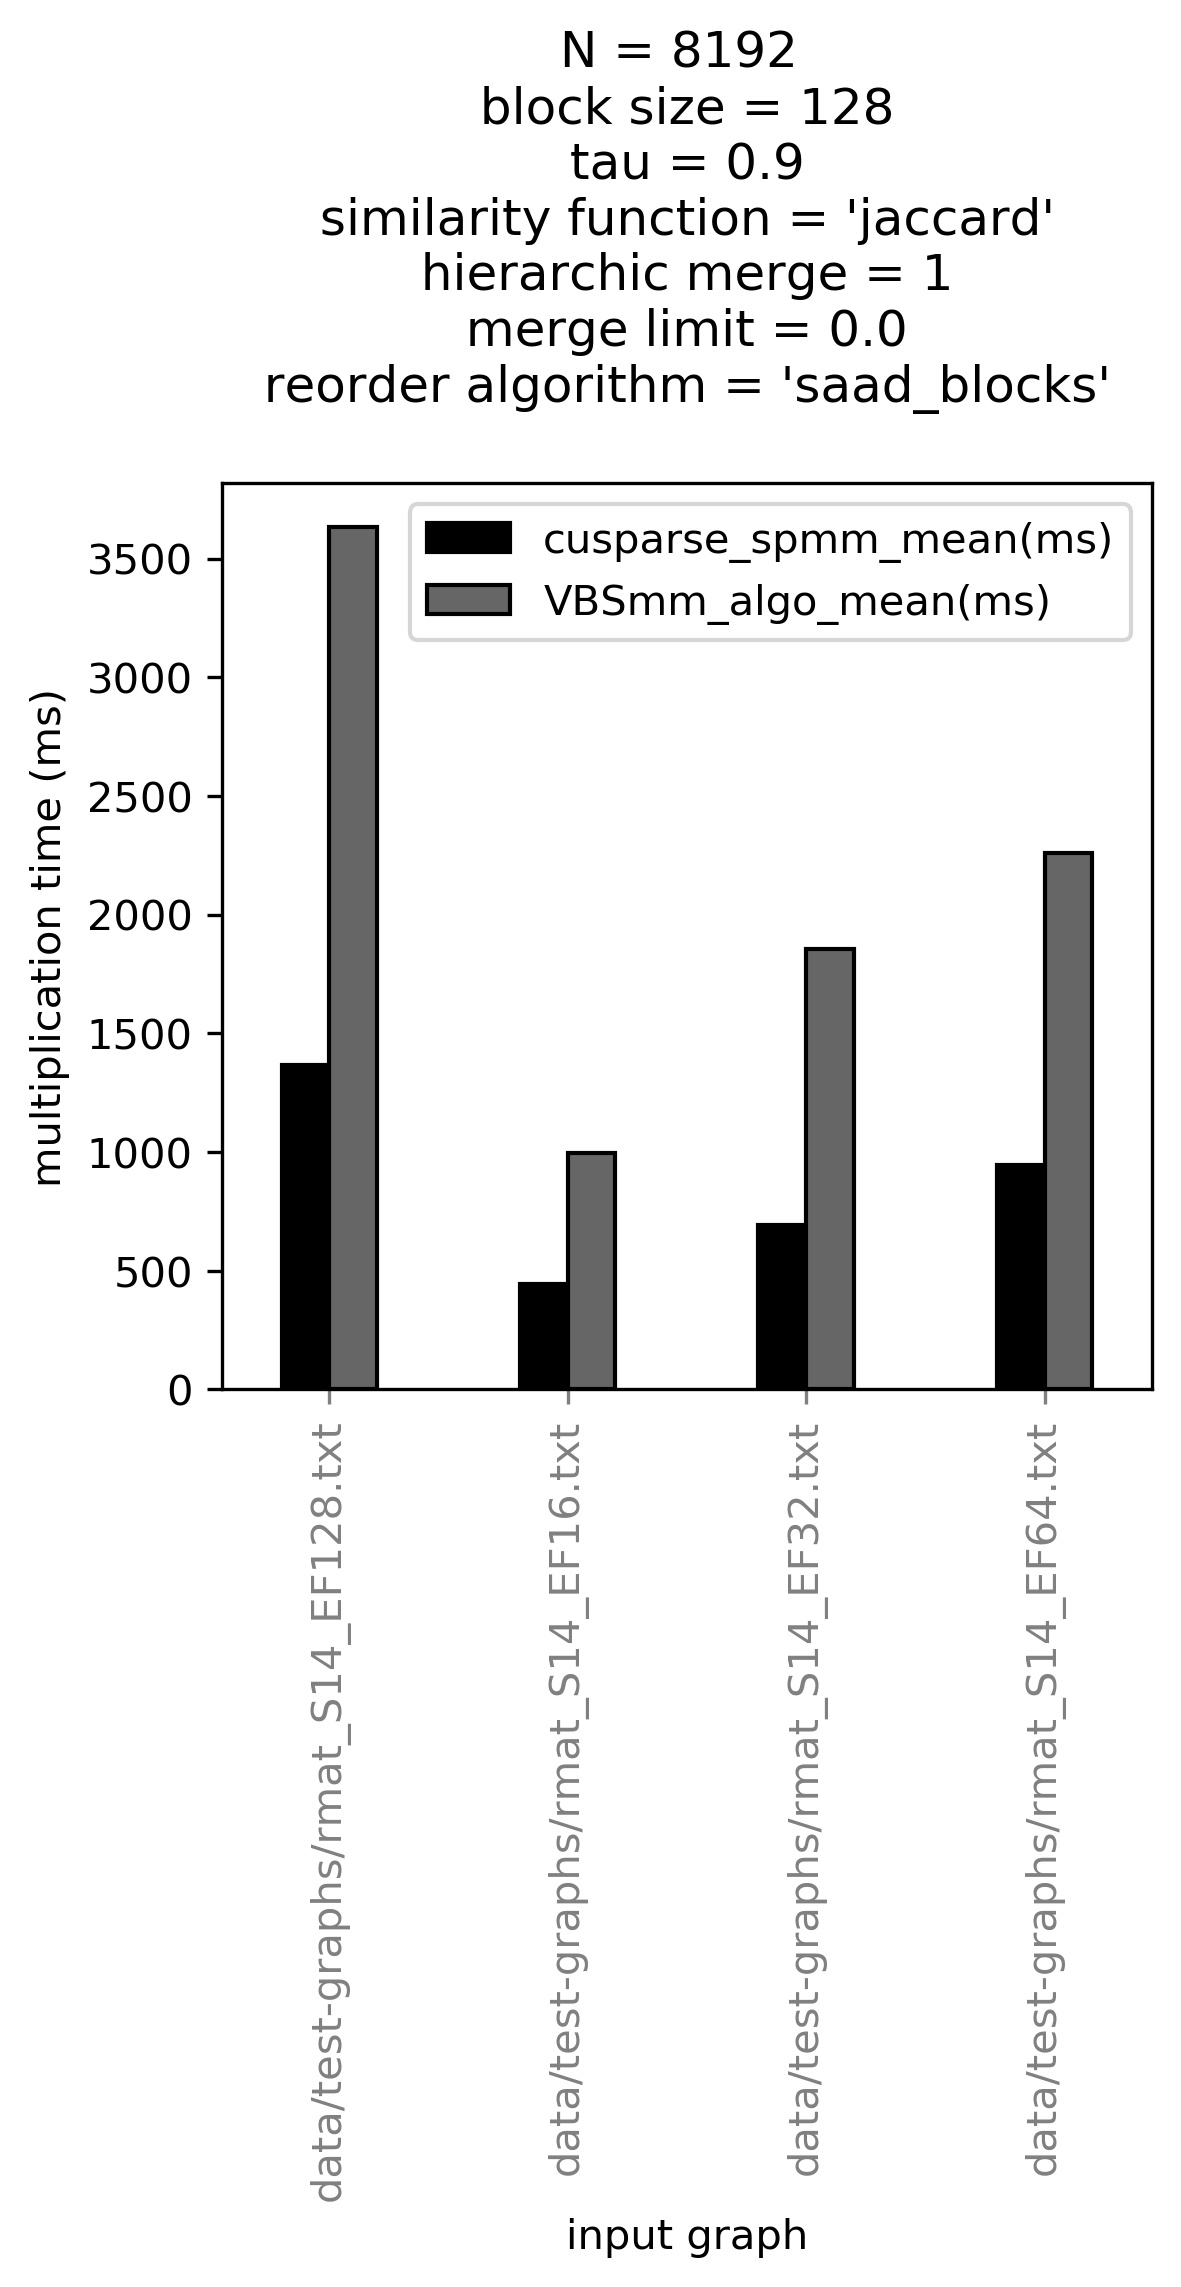 N = 8192
block size = 128
tau = 0.9
similarity function = 'jaccard'
hierarchic merge = 1
merge limit = 0.0
reorder algorithm = 'saad_blocks'
cusparse_spmm_mean(ms)
VBSmm_algo_mean(ms)
multiplication time (ms)
3500
3000
2500
2000
1500
1000
500
0
data/test-graphs/rmat_S14_EF128.txt
data/test-graphs/rmat_S14_EF16.txt
data/test-graphs/rmat_S14_EF32.txt
data/test-graphs/rmat_S14_EF64.txt
input graph